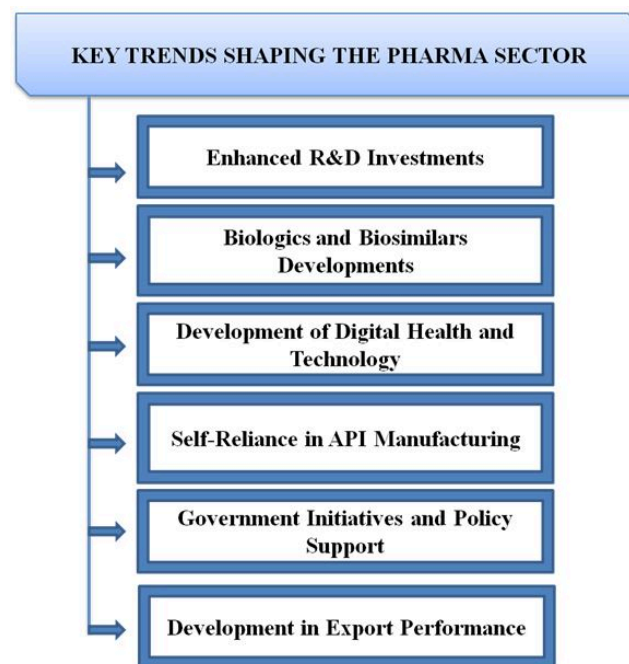 KEY TRENDS SHAPING THE PHARMA SECTOR
Enhanced R&D Investments
Biologics and Biosimilars
Developments
Development of Digital Health and
Technology
Self-Reliance in API Manufacturing
Government Initiatives and Policy
Support
Development in Export Performance